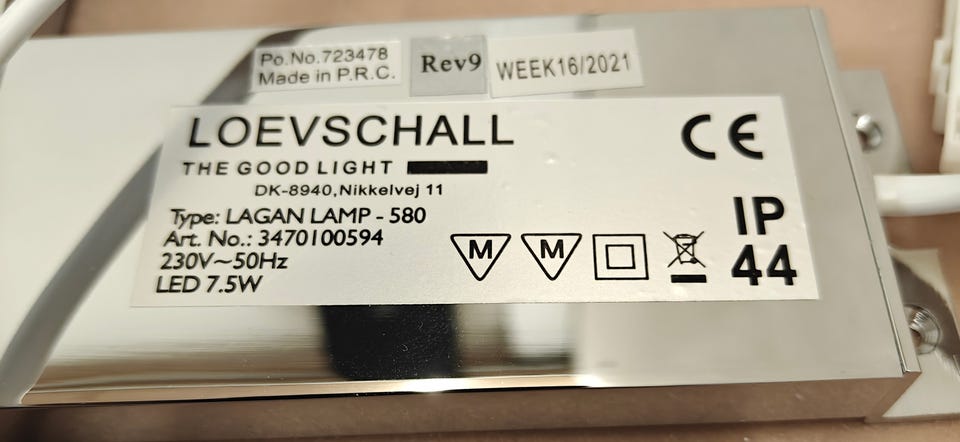 Po.No.723478
Made in P.R.C.
Rev9
WEEK16/2021
LOEVSCHALL
THE GOOD LIGHT
DK-8940,Nikkelvej 11
Type: LAGAN LAMP - 580
Art. No.: 3470100594
230V~50Hz
LED 7.5W
M M
CE
IP
44